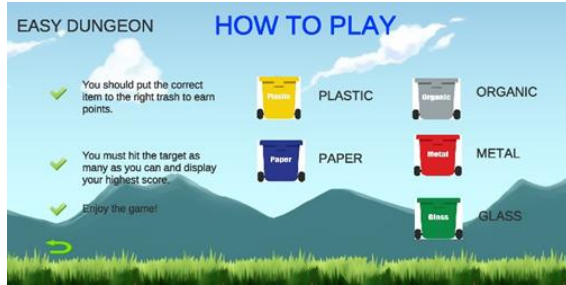 EASY DUNGEON
HOW TO PLAY
You should put the correct
item to the right trash to earn
points.
You must hit the target as
many as you can and display
your highest score.
Enjoy the game!
Plastic
PLASTIC
Organic
ORGANIC
Paper
PAPER
Metal
METAL
Glass
GLASS